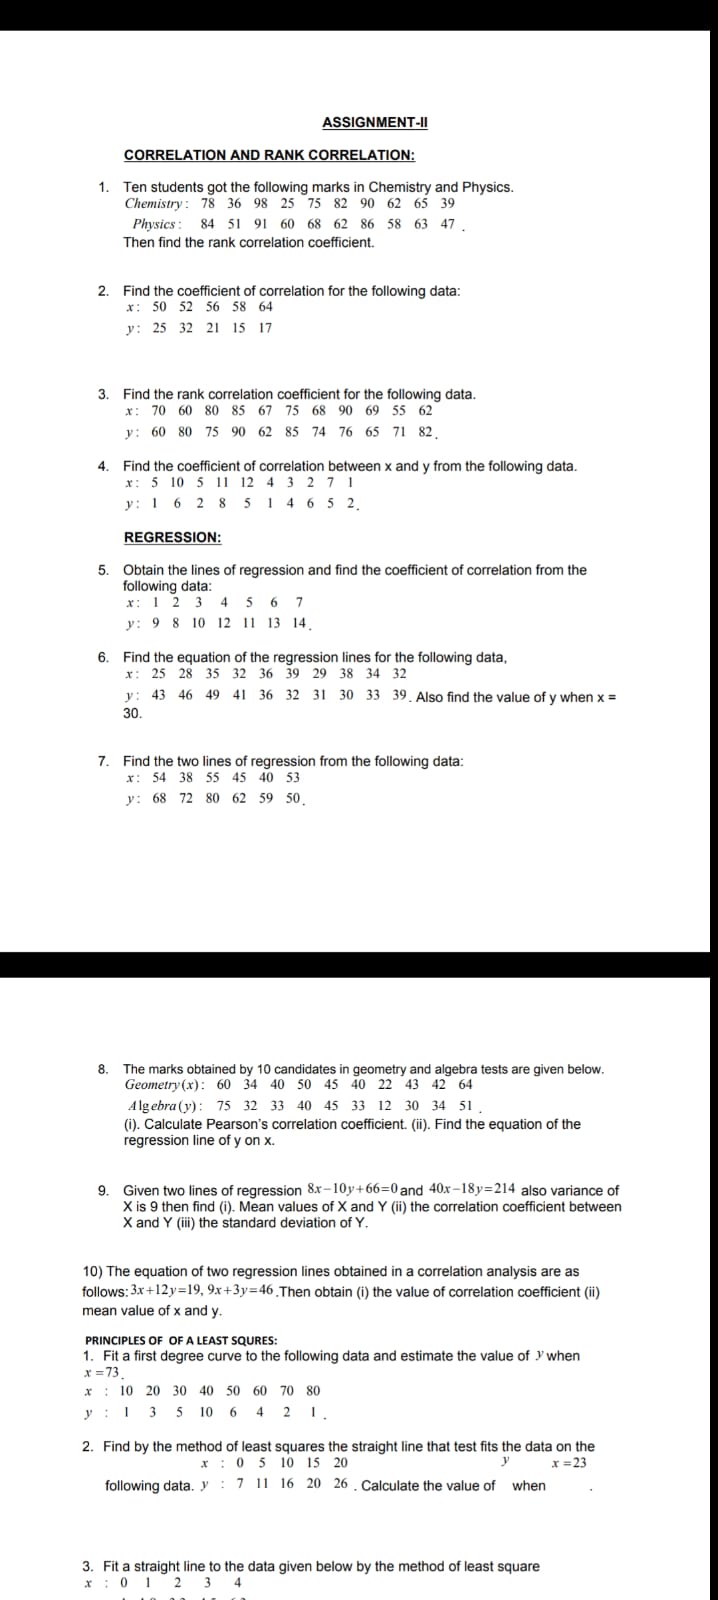 ASSIGNMENT-II
CORRELATION AND RANK CORRELATION:
1. Ten students got the following marks in Chemistry and Physics.
Chemistry : 78 36 98 25 75 82 90 62 65 39
Physics : 84 51 91 60 68 62 86 58 63 47 .
Then find the rank correlation coefficient.
2. Find the coefficient of correlation for the following data:
x : 50 52 56 58 64
y : 25 32 21 15 17
3. Find the rank correlation coefficient for the following data.
x : 70 60 80 85 67 75 68 90 69 55 62
y : 60 80 75 90 62 85 74 76 65 71 82 .
4. Find the coefficient of correlation between x and y from the following data.
x : 5 10 5 11 12 4 3 2 7 1
y : 1 6 2 8 5 1 4 6 5 2 .
REGRESSION:
5. Obtain the lines of regression and find the coefficient of correlation from the
following data:
x : 1 2 3 4 5 6 7
y : 9 8 10 12 11 13 14 .
6. Find the equation of the regression lines for the following data,
x : 25 28 35 32 36 39 29 38 34 32
y : 43 46 49 41 36 32 31 30 33 39 . Also find the value of y when x =
30.
7. Find the two lines of regression from the following data:
x : 54 38 55 45 40 53
y : 68 72 80 62 59 50 .
8. The marks obtained by 10 candidates in geometry and algebra tests are given below.
Geometry(x) : 60 34 40 50 45 40 22 43 42 64
Algebra(y) : 75 32 33 40 45 33 12 30 34 51 .
(i). Calculate Pearson's correlation coefficient. (ii). Find the equation of the
regression line of y on x.
9. Given two lines of regression 8x−10y+66=0 and 40x−18y=214 also variance of
X is 9 then find (i). Mean values of X and Y (ii) the correlation coefficient between
X and Y (iii) the standard deviation of Y.
10) The equation of two regression lines obtained in a correlation analysis are as
follows: 3x+12y=19, 9x+3y=46 .Then obtain (i) the value of correlation coefficient (ii)
mean value of x and y.
PRINCIPLES OF OF A LEAST SQURES:
1. Fit a first degree curve to the following data and estimate the value of y when
x =73 .
x : 10 20 30 40 50 60 70 80
y : 1 3 5 10 6 4 2 1 .
2. Find by the method of least squares the straight line that test fits the data on the
x : 0 5 10 15 20 y x =23
following data. y : 7 11 16 20 26 . Calculate the value of when .
3. Fit a straight line to the data given below by the method of least square
x : 0 1 2 3 4